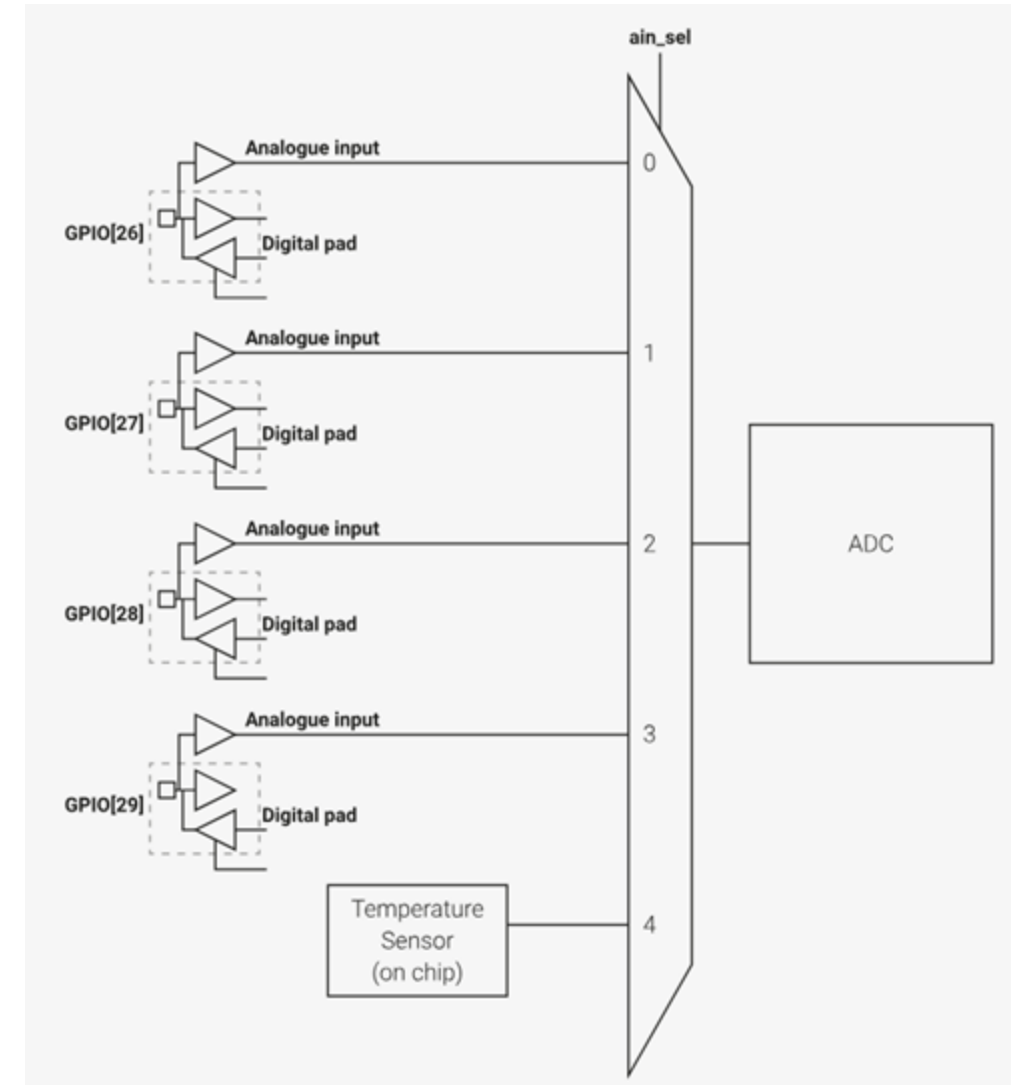 ain_sel
Analogue input
0
GPIO[26]
Digital pad
Analogue input
1
GPIO[27]
Digital pad
Analogue input
2
ADC
GPIO[28]
Digital pad
Analogue input
3
GPIO[29]
Digital pad
Temperature
Sensor
(on chip)
4